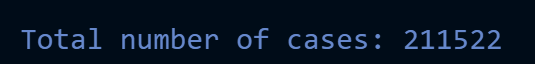 Total number of cases: 211522